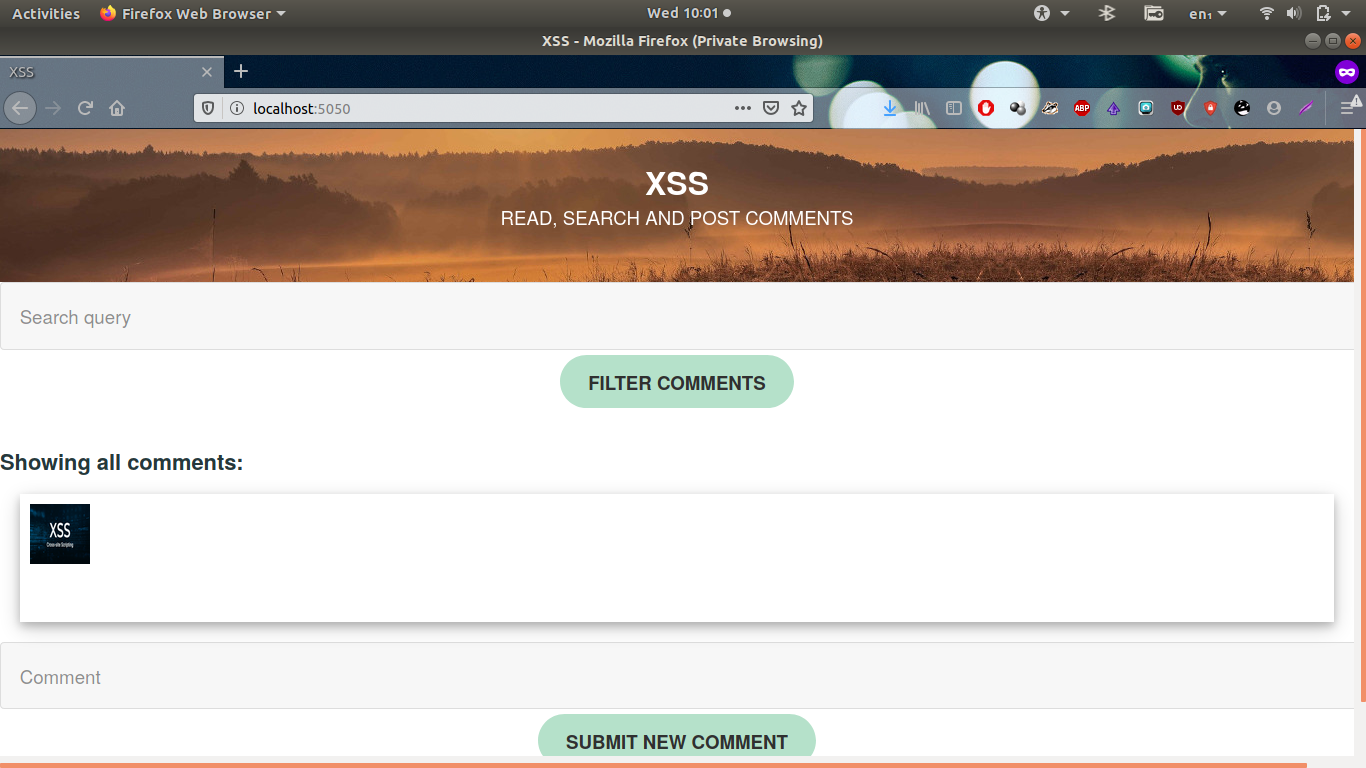 Activities Firefox Web Browser Wed 10:01 en₁
XSS - Mozilla Firefox (Private Browsing)
XSS
localhost:5050
ABP
XSS
READ, SEARCH AND POST COMMENTS
Search query
FILTER COMMENTS
Showing all comments:
XSS
Cross-site Scripting
Comment
SUBMIT NEW COMMENT